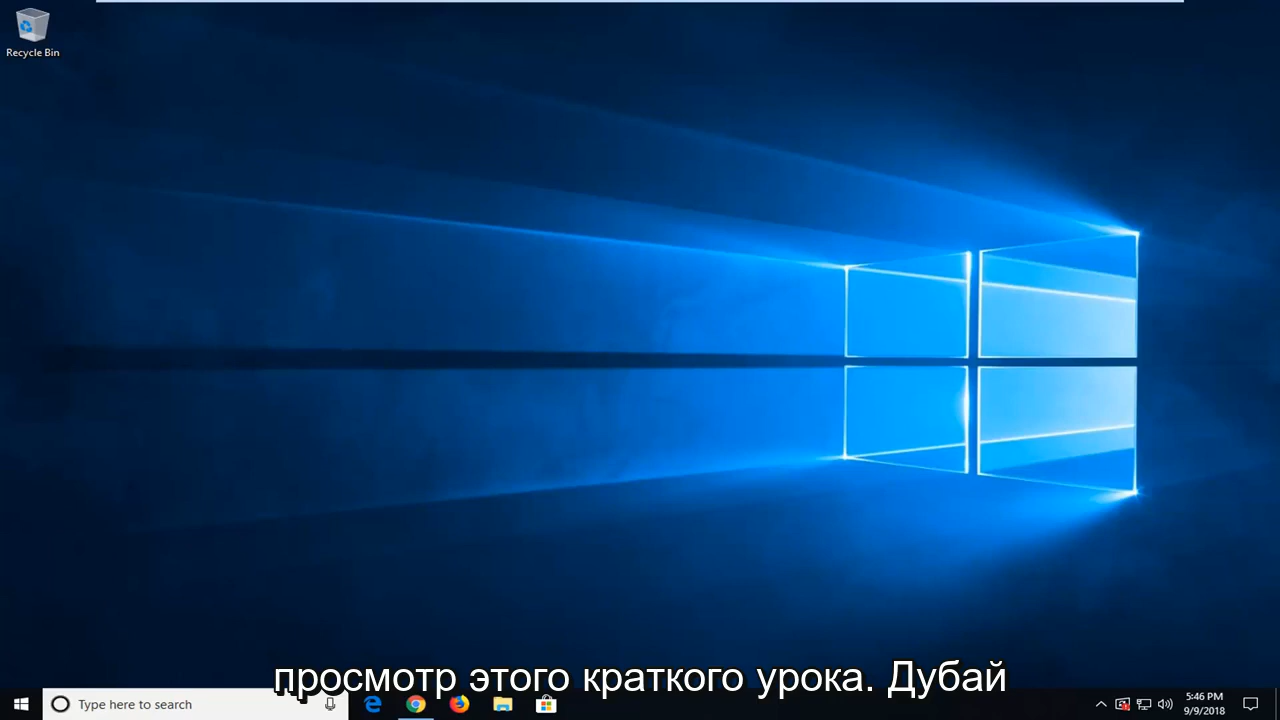 Recycle Bin
просмотр этого краткого урока. Дубай
Type here to search
5:46 PM
9/9/2018